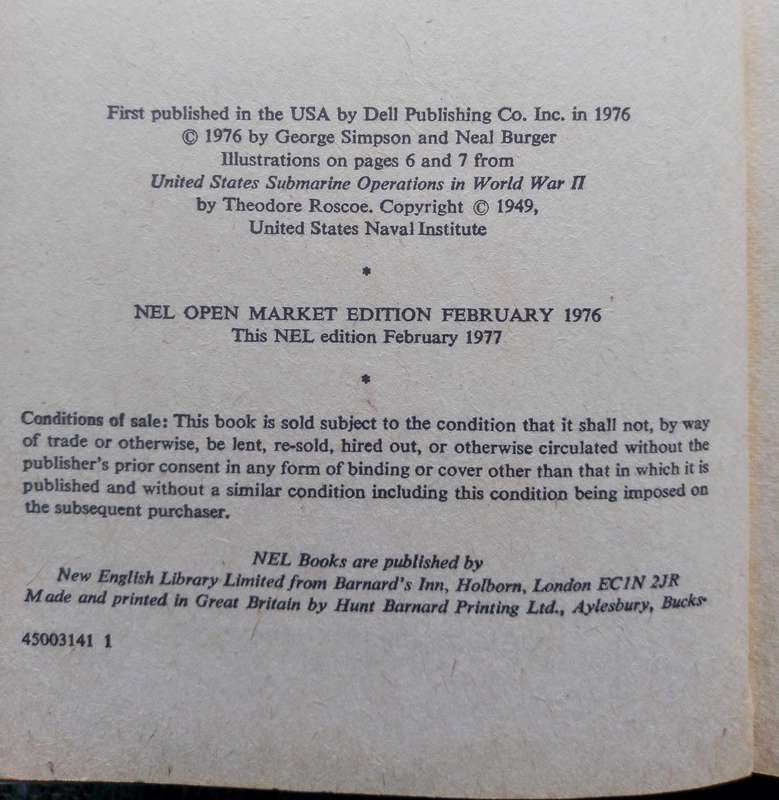 First published in the USA by Dell Publishing Co. Inc. in 1976
© 1976 by George Simpson and Neal Burger
Illustrations on pages 6 and 7 from
United States Submarine Operations in World War II
by Theodore Roscoe. Copyright © 1949,
United States Naval Institute
*
NEL OPEN MARKET EDITION FEBRUARY 1976
This NEL edition February 1977
*
Conditions of sale: This book is sold subject to the condition that it shall not, by way
of trade or otherwise, be lent, re-sold, hired out, or otherwise circulated without the
publisher's prior consent in any form of binding or cover other than that in which it is
published and without a similar condition including this condition being imposed on
the subsequent purchaser.
NEL Books are published by
New English Library Limited from Barnard's Inn, Holborn, London EC1N 2JR
Made and printed in Great Britain by Hunt Barnard Printing Ltd., Aylesbury, Bucks.
45003141 1